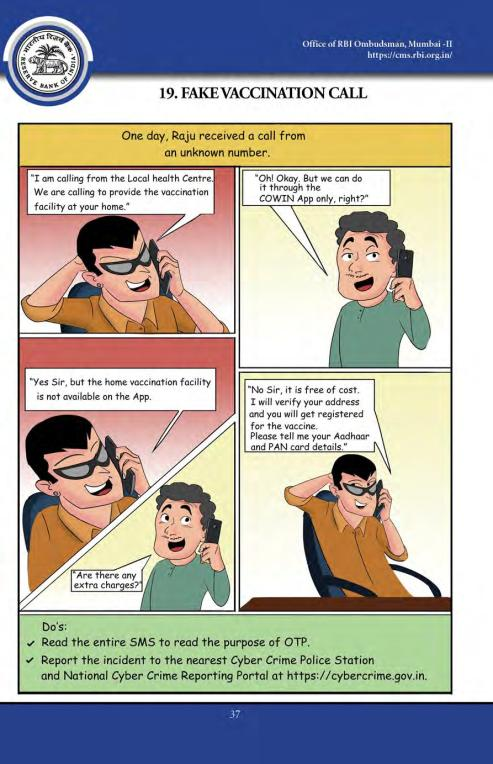 भारतीय रिज़र्व बैंक
RESERVE BANK OF INDIA
Office of RBI Ombudsman, Mumbai -II
https://cms.rbi.org.in/
19. FAKE VACCINATION CALL
One day, Raju received a call from
an unknown number.
"I am calling from the Local health Centre.
We are calling to provide the vaccination
facility at your home."
"Oh! Okay. But we can do
it through the
COWIN App only, right?"
"Yes Sir, but the home vaccination facility
is not available on the App.
"Are there any
extra charges?"
"No Sir, it is free of cost.
I will verify your address
and you will get registered
for the vaccine.
Please tell me your Aadhaar
and PAN card details."
Do's:
✓ Read the entire SMS to read the purpose of OTP.
✓ Report the incident to the nearest Cyber Crime Police Station
and National Cyber Crime Reporting Portal at https://cybercrime.gov.in.
37